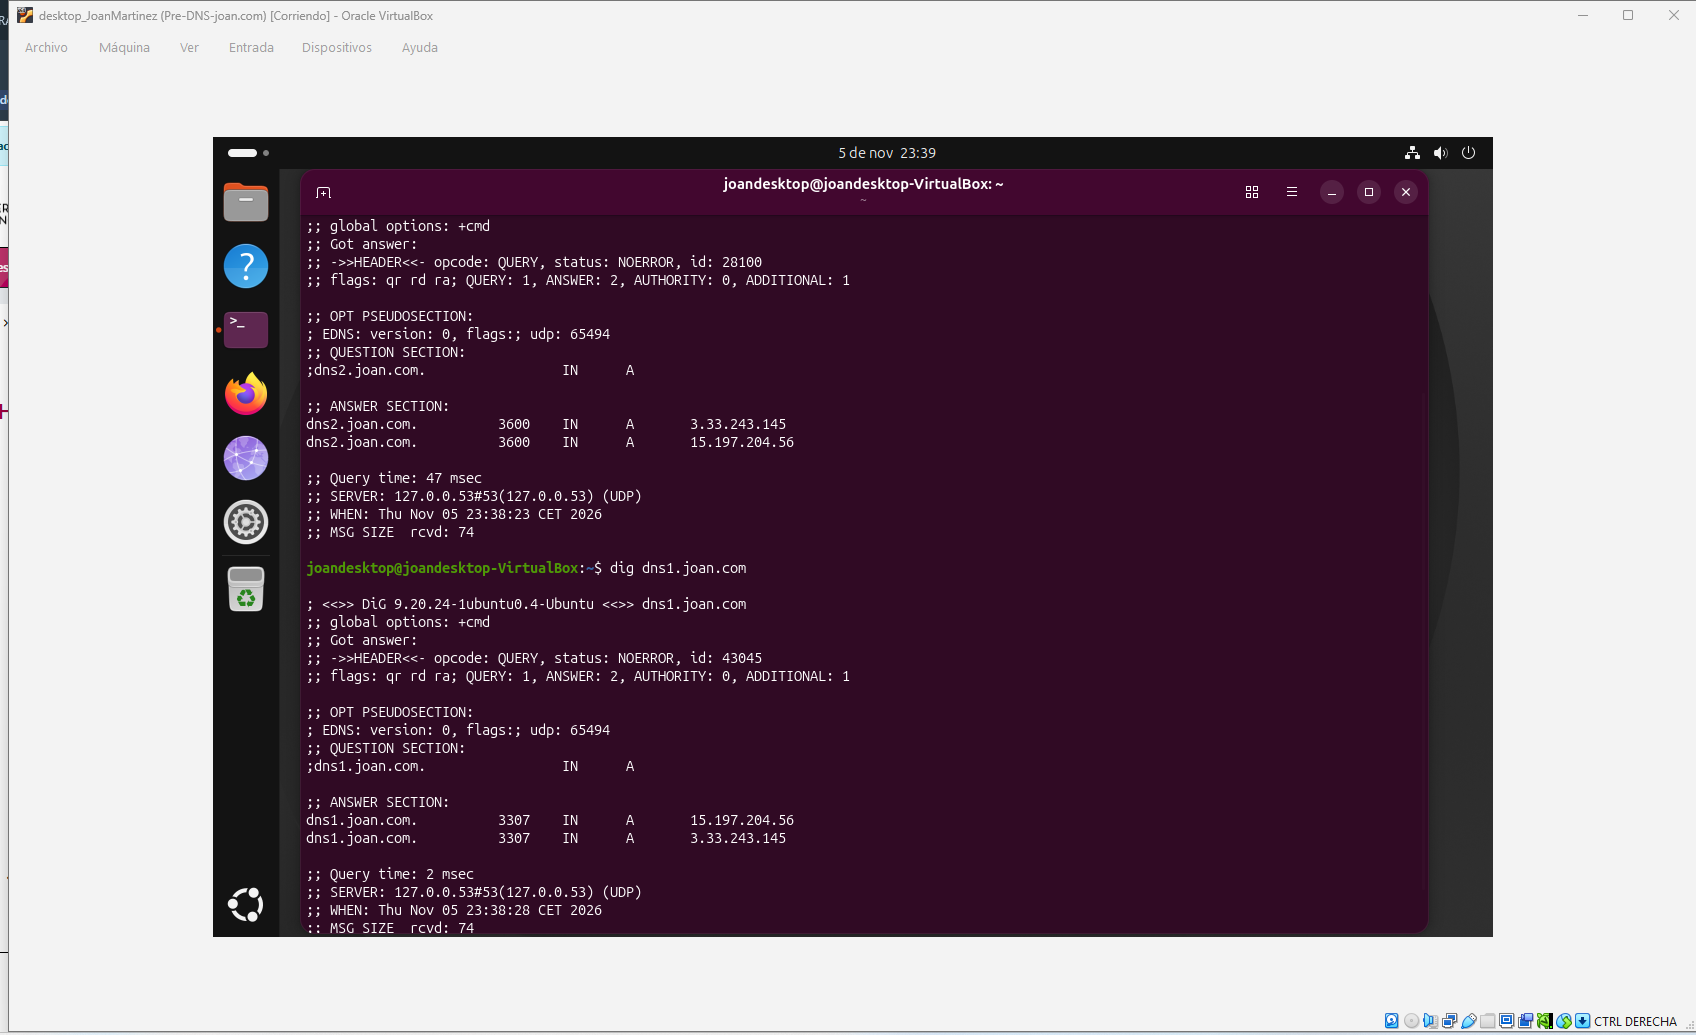 desktop_JoanMartinez (Pre-DNS-joan.com) [Corriendo] - Oracle VirtualBox
Archivo Máquina Ver Entrada Dispositivos Ayuda
5 de nov 23:39
joandesktop@joandesktop-VirtualBox: ~
~
;; global options: +cmd
;; Got answer:
;; ->>HEADER<<- opcode: QUERY, status: NOERROR, id: 28100
;; flags: qr rd ra; QUERY: 1, ANSWER: 2, AUTHORITY: 0, ADDITIONAL: 1
;; OPT PSEUDOSECTION:
; EDNS: version: 0, flags:; udp: 65494
;; QUESTION SECTION:
;dns2.joan.com. IN A
;; ANSWER SECTION:
dns2.joan.com. 3600 IN A 3.33.243.145
dns2.joan.com. 3600 IN A 15.197.204.56
;; Query time: 47 msec
;; SERVER: 127.0.0.53#53(127.0.0.53) (UDP)
;; WHEN: Thu Nov 05 23:38:23 CET 2026
;; MSG SIZE rcvd: 74
joandesktop@joandesktop-VirtualBox:~$ dig dns1.joan.com
; <<>> DiG 9.20.24-1ubuntu0.4-Ubuntu <<>> dns1.joan.com
;; global options: +cmd
;; Got answer:
;; ->>HEADER<<- opcode: QUERY, status: NOERROR, id: 43045
;; flags: qr rd ra; QUERY: 1, ANSWER: 2, AUTHORITY: 0, ADDITIONAL: 1
;; OPT PSEUDOSECTION:
; EDNS: version: 0, flags:; udp: 65494
;; QUESTION SECTION:
;dns1.joan.com. IN A
;; ANSWER SECTION:
dns1.joan.com. 3307 IN A 15.197.204.56
dns1.joan.com. 3307 IN A 3.33.243.145
;; Query time: 2 msec
;; SERVER: 127.0.0.53#53(127.0.0.53) (UDP)
;; WHEN: Thu Nov 05 23:38:28 CET 2026
;; MSG SIZE rcvd: 74
CTRL DERECHA